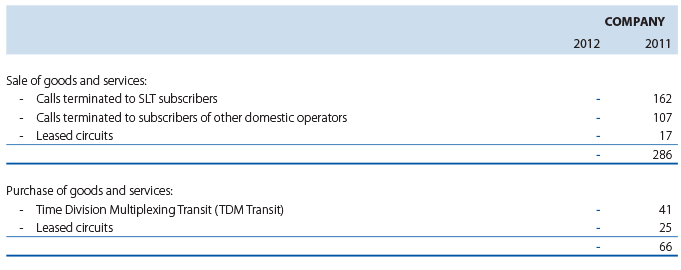 COMPANY
2012 2011
Sale of goods and services:
- Calls terminated to SLT subscribers - 162
- Calls terminated to subscribers of other domestic operators - 107
- Leased circuits - 17
- 286
Purchase of goods and services:
- Time Division Multiplexing Transit (TDM Transit) - 41
- Leased circuits - 25
- 66